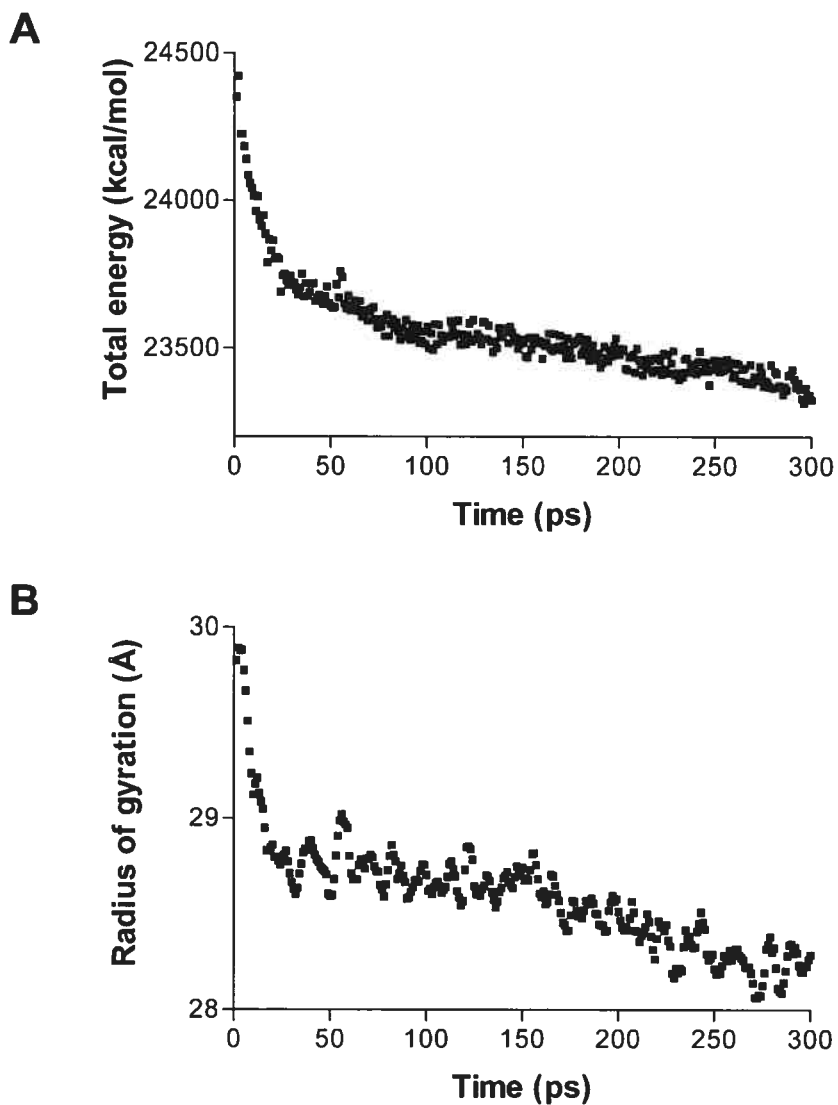 A
Total energy (kcal/mol)
24500
24000
23500
0 50 100 150 200 250 300
Time (ps)
B
Radius of gyration (Å)
30
29
28
0 50 100 150 200 250 300
Time (ps)